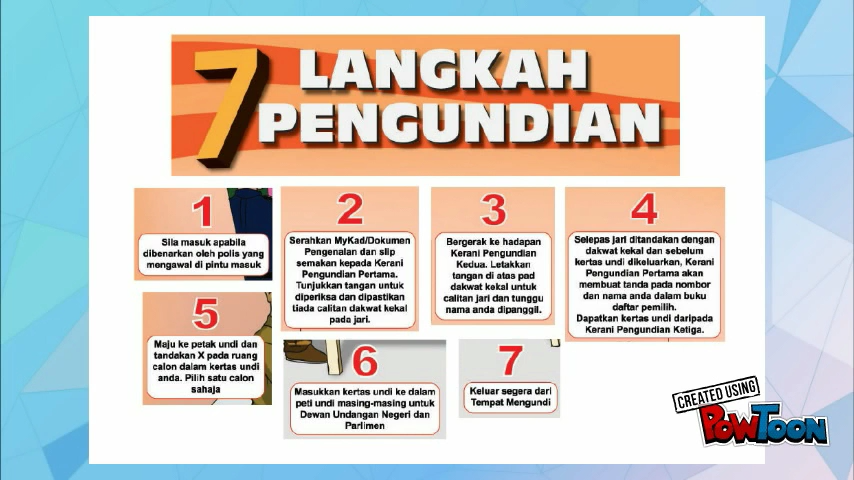 7 LANGKAH
PENGUNDIAN
1
Sila masuk apabila
dibenarkan oleh polis yang
mengawal di pintu masuk
2
Serahkan MyKad/Dokumen
Pengenalan dan slip
semakan kepada Kerani
Pengundian Pertama.
Tunjukkan tangan untuk
diperiksa dan dipastikan
tiada calitan dakwat kekal
pada jari.
3
Bergerak ke hadapan
Kerani Pengundian
Kedua. Letakkan
tangan di atas pad
dakwat kekal untuk
calitan jari dan tunggu
nama anda dipanggil.
4
Selepas jari ditandakan dengan
dakwat kekal dan sebelum
kertas undi dikeluarkan, Kerani
Pengundian Pertama akan
membuat tanda pada nombor
dan nama anda dalam buku
daftar pemilih.
Dapatkan kertas undi daripada
Kerani Pengundian Ketiga.
5
Maju ke petak undi dan
tandakan X pada ruang
calon dalam kertas undi
anda. Pilih satu calon
sahaja
6
Masukkan kertas undi ke dalam
peti undi masing-masing untuk
Dewan Undangan Negeri dan
Parlimen
7
Keluar segera dari
Tempat Mengundi
CREATED USING
POWTOON